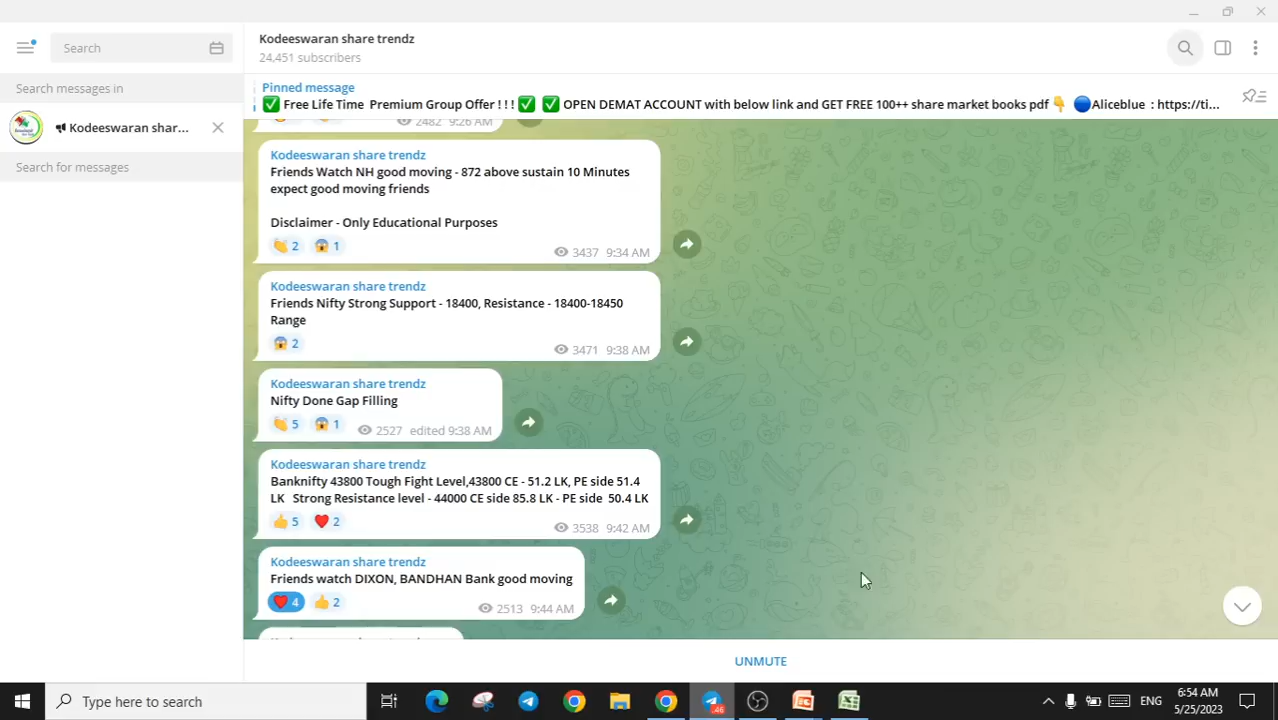 Search
Kodeeswaran share trendz
24,451 subscribers
Search messages in
Kodeeswaran shar...
Search for messages
Pinned message
✅ Free Life Time Premium Group Offer ! ! ! ✅ ✅ OPEN DEMAT ACCOUNT with below link and GET FREE 100++ share market books pdf 👇 🔵Aliceblue : https://ti...
2482 9:26 AM
Kodeeswaran share trendz
Friends Watch NH good moving - 872 above sustain 10 Minutes
expect good moving friends
Disclaimer - Only Educational Purposes
👏 2 😱 1 3437 9:34 AM
Kodeeswaran share trendz
Friends Nifty Strong Support - 18400, Resistance - 18400-18450
Range
😱 2 3471 9:38 AM
Kodeeswaran share trendz
Nifty Done Gap Filling
👏 5 😱 1 2527 edited 9:38 AM
Kodeeswaran share trendz
Banknifty 43800 Tough Fight Level,43800 CE - 51.2 LK, PE side 51.4
LK Strong Resistance level - 44000 CE side 85.8 LK - PE side 50.4 LK
👍 5 ❤️ 2 3538 9:42 AM
Kodeeswaran share trendz
Friends watch DIXON, BANDHAN Bank good moving
❤️ 4 👍 2 2513 9:44 AM
UNMUTE
Type here to search
..46
ENG
6:54 AM
5/25/2023